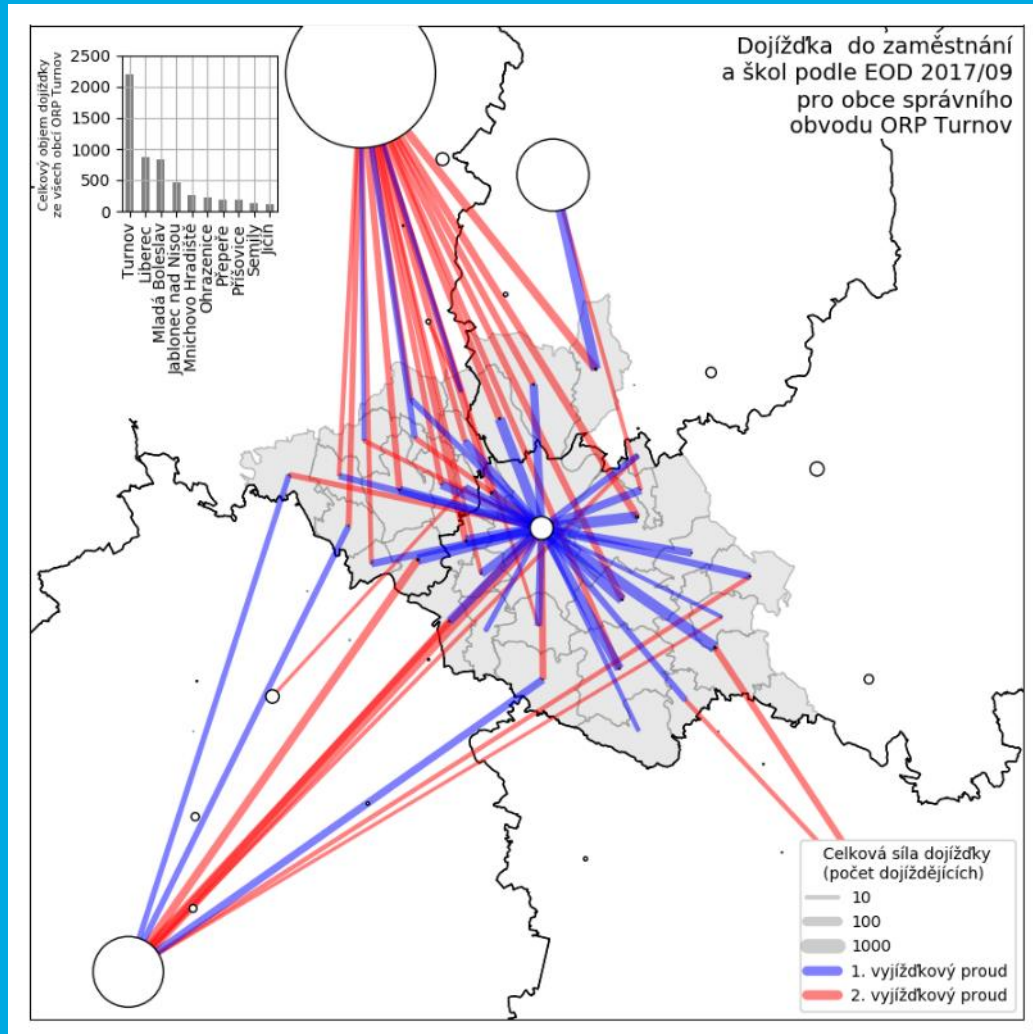 Dojížďka do zaměstnání
a škol podle EOD 2017/09
pro obce správního
obvodu ORP Turnov
Celkový objem dojížďky
ze všech obcí ORP Turnov
2500
2000
1500
1000
500
0
Turnov
Liberec
Mladá Boleslav
Jablonec nad Nisou
Mnichovo Hradiště
Ohrazenice
Přepeře
Příšovice
Semily
Jičín
Celková síla dojížďky
(počet dojíždějících)
10
100
1000
1. vyjížďkový proud
2. vyjížďkový proud